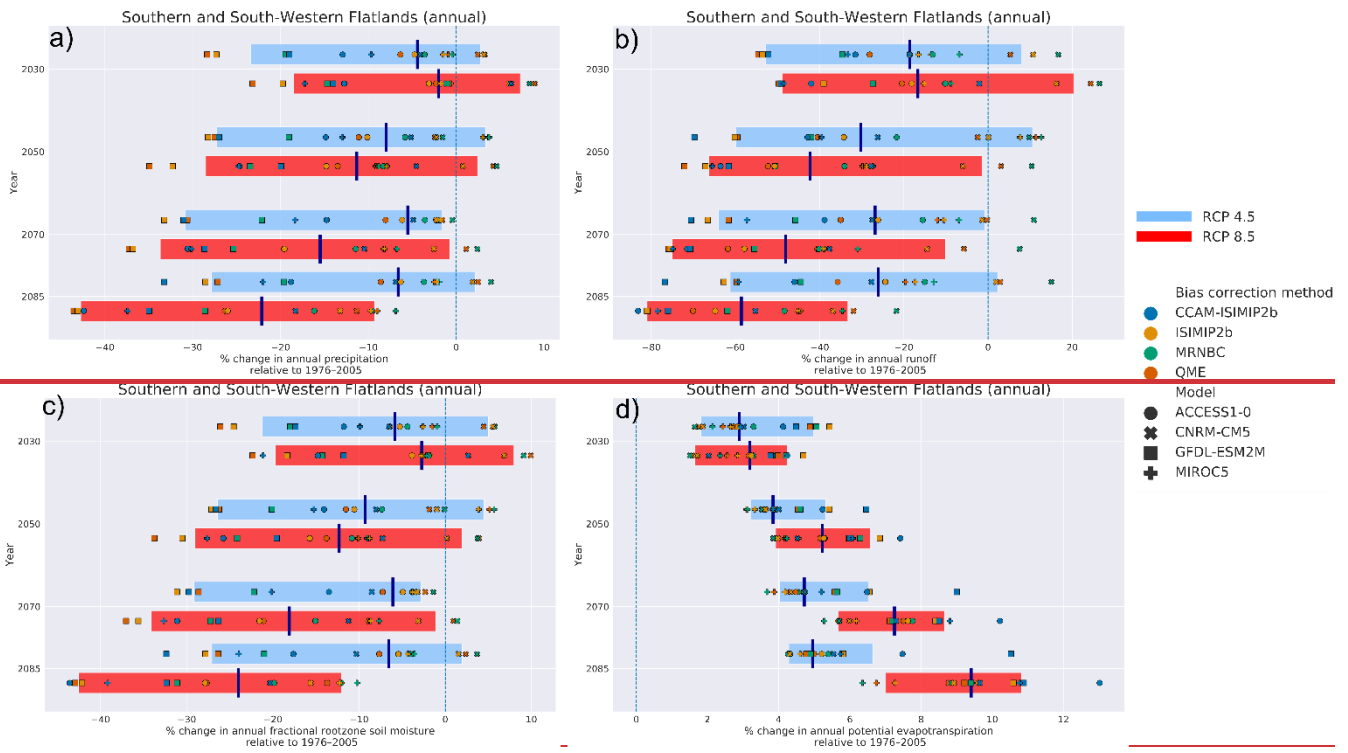 Southern and South-Western Flatlands (annual)
a)
2030
2050
2070
2085
Year
−40
−30
−20
−10
0
10
% change in annual precipitation
relative to 1976–2005
Southern and South-Western Flatlands (annual)
b)
2030
2050
2070
2085
Year
−80
−60
−40
−20
0
20
% change in annual runoff
relative to 1976–2005
RCP 4.5
RCP 8.5
Bias correction method
CCAM-ISIMIP2b
ISIMIP2b
MRNBC
QME
Model
ACCESS1-0
CNRM-CM5
GFDL-ESM2M
MIROC5
Southern and South-Western Flatlands (annual)
c)
2030
2050
2070
2085
Year
−40
−30
−20
−10
0
10
% change in annual fractional rootzone soil moisture
relative to 1976–2005
Southern and South-Western Flatlands (annual)
d)
2030
2050
2070
2085
Year
0
2
4
6
8
10
12
% change in annual potential evapotranspiration
relative to 1976–2005